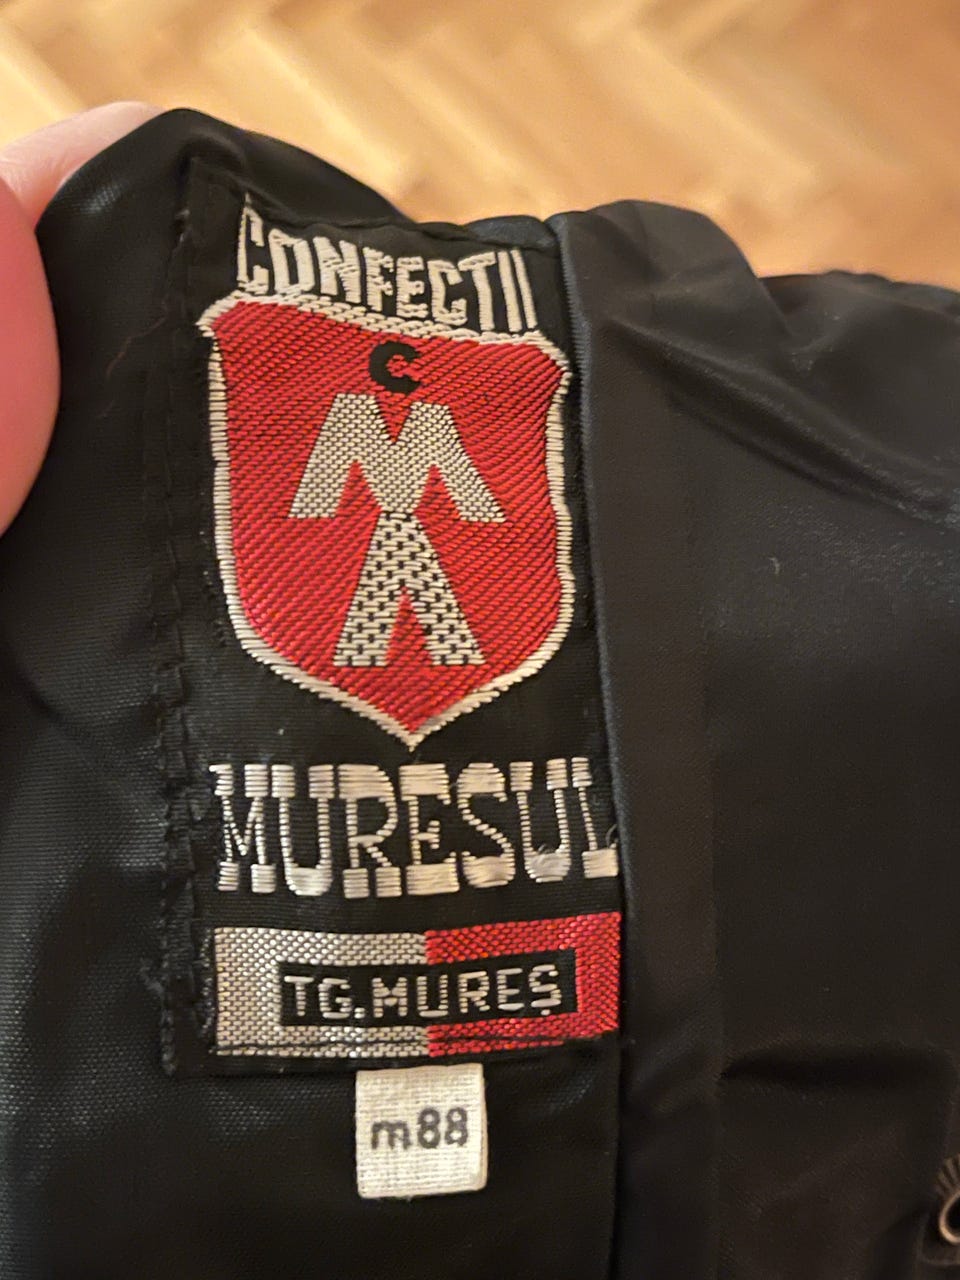 CONFECTII
C
M
MURESUL
TG.MUREȘ
m88